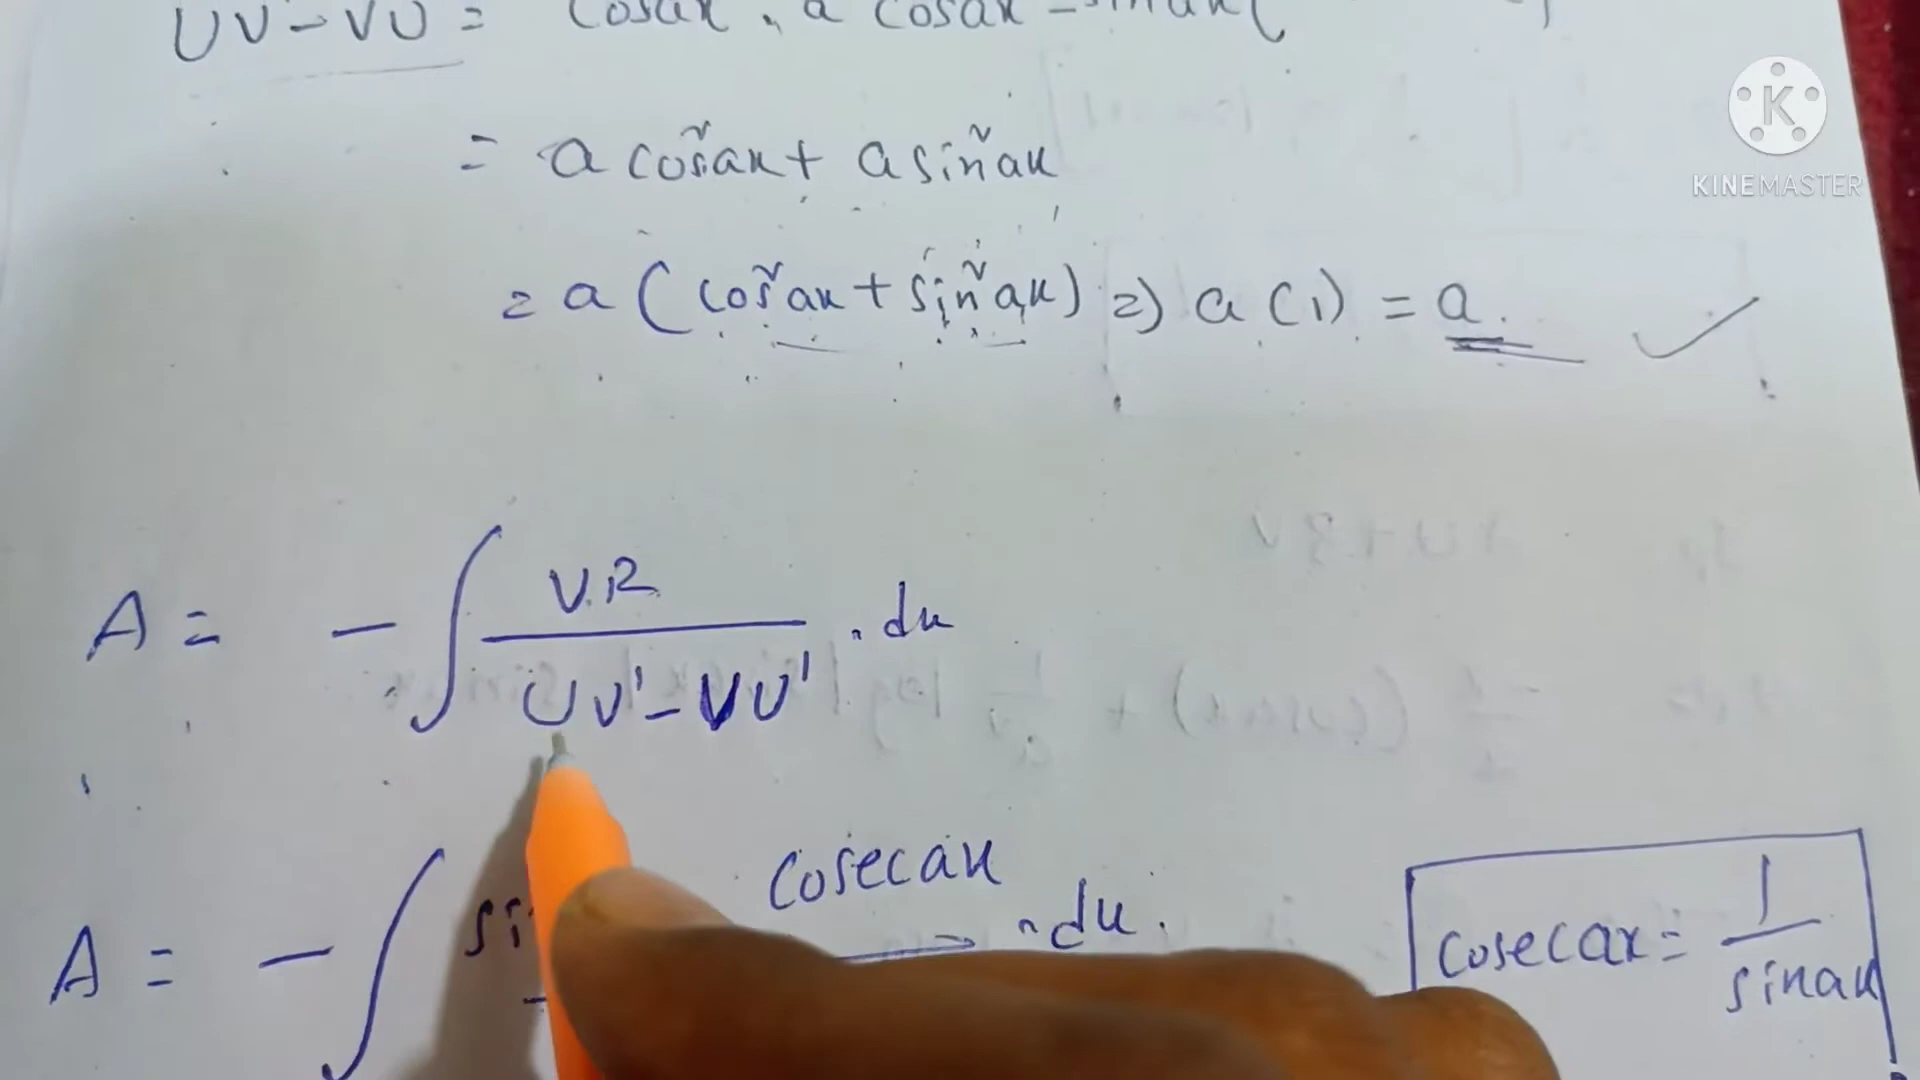 UV'-VU' = cosax . a cosax - sinax(
= a cos²ax + a sin²ax
= a (cos²ax + sin²ax) => a (1) = a.
KINEMASTER
A = - ∫ V.R / UV' - VU' . dx
A = - ∫ si cosecax . dx.
cosecax = 1 / sinax